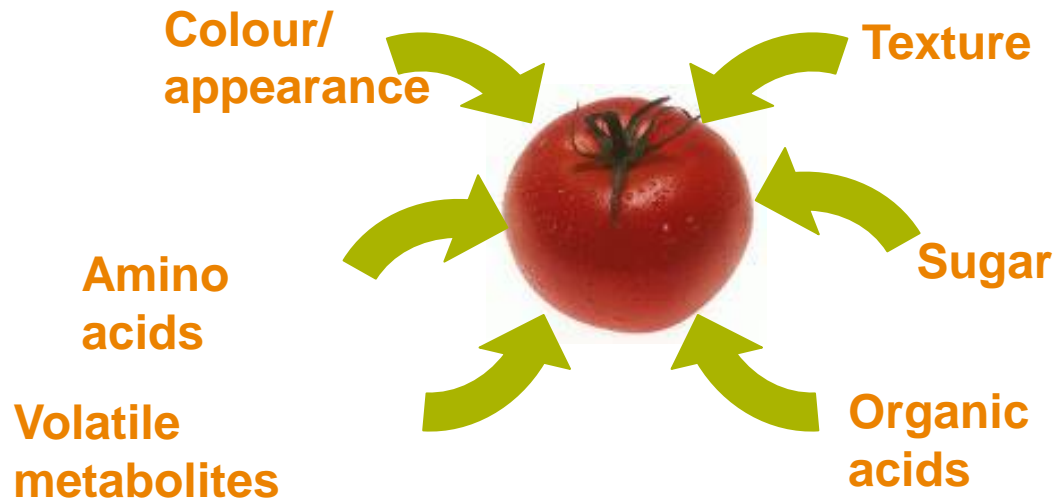 Colour/
appearance
Texture
Amino
acids
Sugar
Volatile
metabolites
Organic
acids